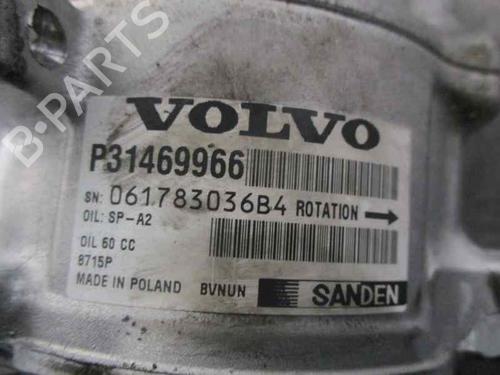 B-PARTS
VOLVO
P31469966
SN: 061783036B4 ROTATION
OIL: SP-A2
OIL 60 CC
8715P
MADE IN POLAND BVNUN SANDEN